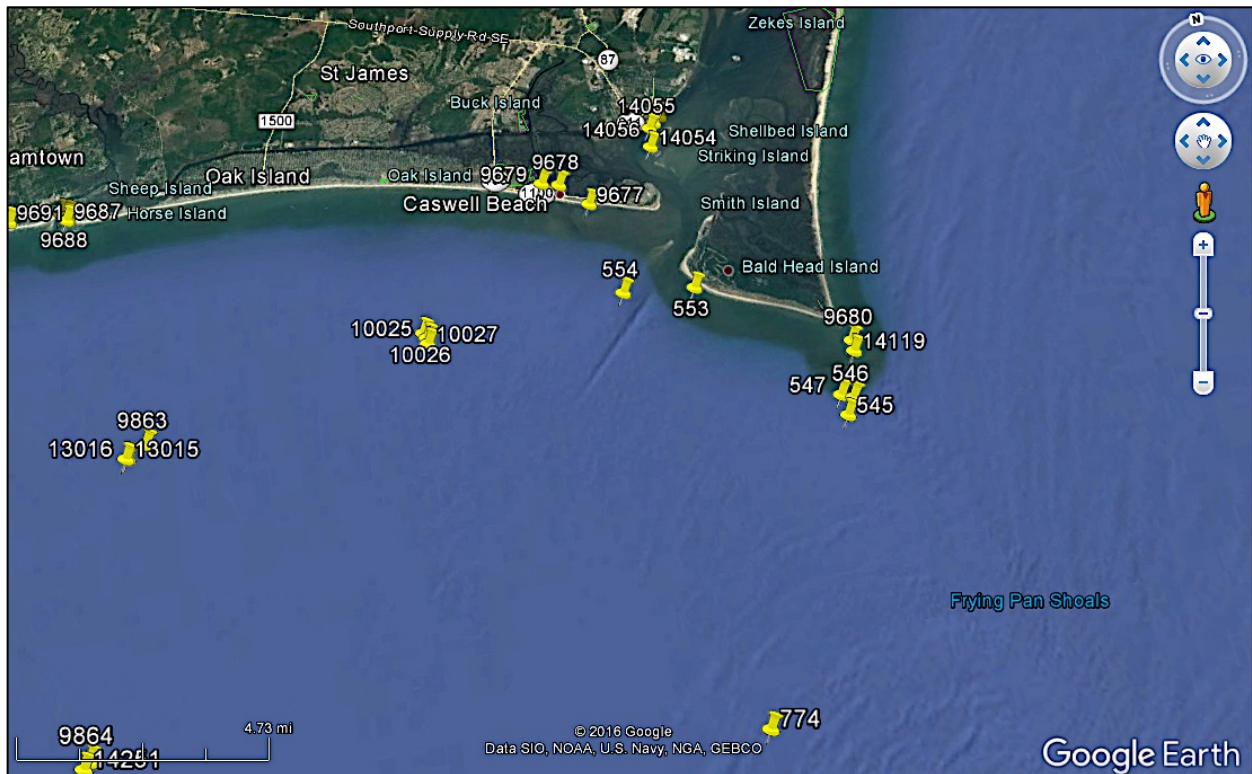 Zekes Island
N
Southport-Supply-Rd-SE
87
St James
Buck Island
14055
1500
14056
14054
Shellbed Island
Striking Island
amtown
9678
9679
Oak Island
Oak Island
Sheep Island
1100
9677
Caswell Beach
Smith Island
9691
9687
Horse Island
9688
554
Bald Head Island
553
9680
10025
10027
14119
10026
546
547
545
9863
13016
13015
Frying Pan Shoals
774
9864
4.73 mi
14251
© 2016 Google
Data SIO, NOAA, U.S. Navy, NGA, GEBCO
Google Earth